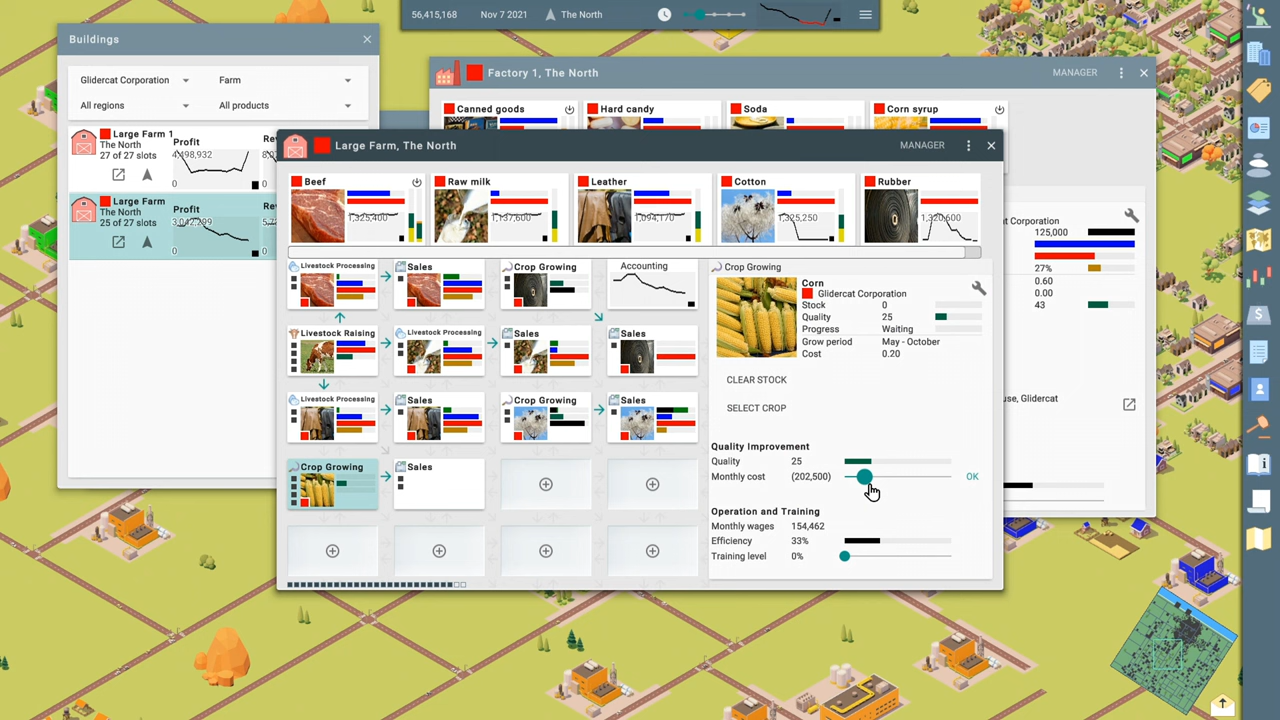 56,415,168 Nov 7 2021 The North
Buildings
Glidercat Corporation Farm
All regions All products
Large Farm 1
The North
27 of 27 slots
Profit
4,498,932
0
0
Large Farm
The North
25 of 27 slots
Profit
0
0
Factory 1, The North MANAGER
Canned goods Hard candy Soda Corn syrup
Large Farm, The North MANAGER
Beef Raw milk Leather Cotton Rubber
1,325,400 1,137,600 1,094,170 1,325,250 1,320,600
Livestock Processing Sales Crop Growing Accounting
Livestock Raising Livestock Processing Sales Sales
Livestock Processing Sales Crop Growing Sales
Crop Growing Sales
Crop Growing
Corn
Glidercat Corporation
Stock 0
Quality 25
Progress Waiting
Grow period May - October
Cost 0.20
CLEAR STOCK
SELECT CROP
Quality Improvement
Quality 25
Monthly cost (202,500) OK
Operation and Training
Monthly wages 154,462
Efficiency 33%
Training level 0%
Corporation
125,000
27%
0.60
0.00
43
Glidercat